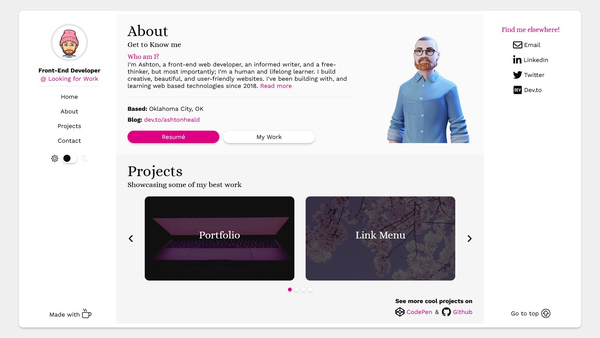 Front-End Developer
@ Looking for Work
Home
About
Projects
Contact
Made with
About
Get to Know me
Who am I?
I'm Ashton, a front-end web developer, an informed writer, and a free-
thinker, but most importantly; I'm a human and lifelong learner. I build
creative, beautiful, and user-friendly websites. I've been building with, and
learning web based technologies since 2018. Read more
Based: Oklahoma City, OK
Blog: dev.to/ashtonheald
Resumé
My Work
Projects
Showcasing some of my best work
Portfolio
Link Menu
See more cool projects on
CodePen & Github
Find me elsewhere!
Email
Linkedin
Twitter
DEV Dev.to
Go to top